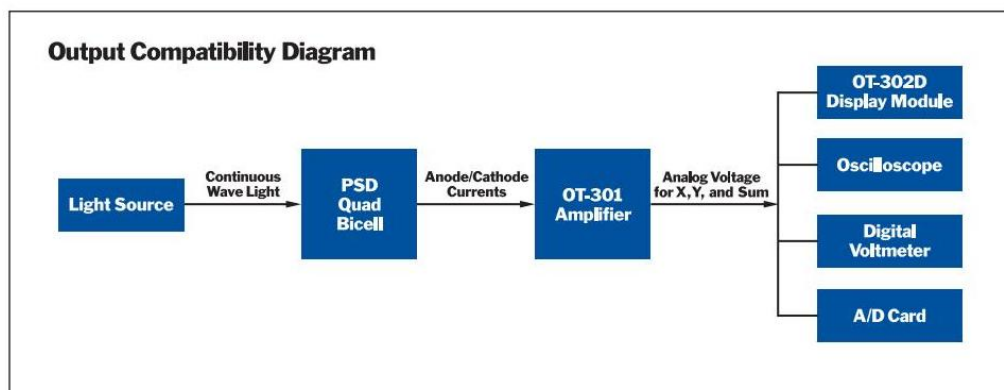 Output Compatibility Diagram
Light Source
Continuous
Wave Light
PSD
Quad
Bicell
Anode/Cathode
Currents
OT-301
Amplifier
Analog Voltage
for X, Y, and Sum
OT-302D
Display Module
Oscilloscope
Digital
Voltmeter
A/D Card